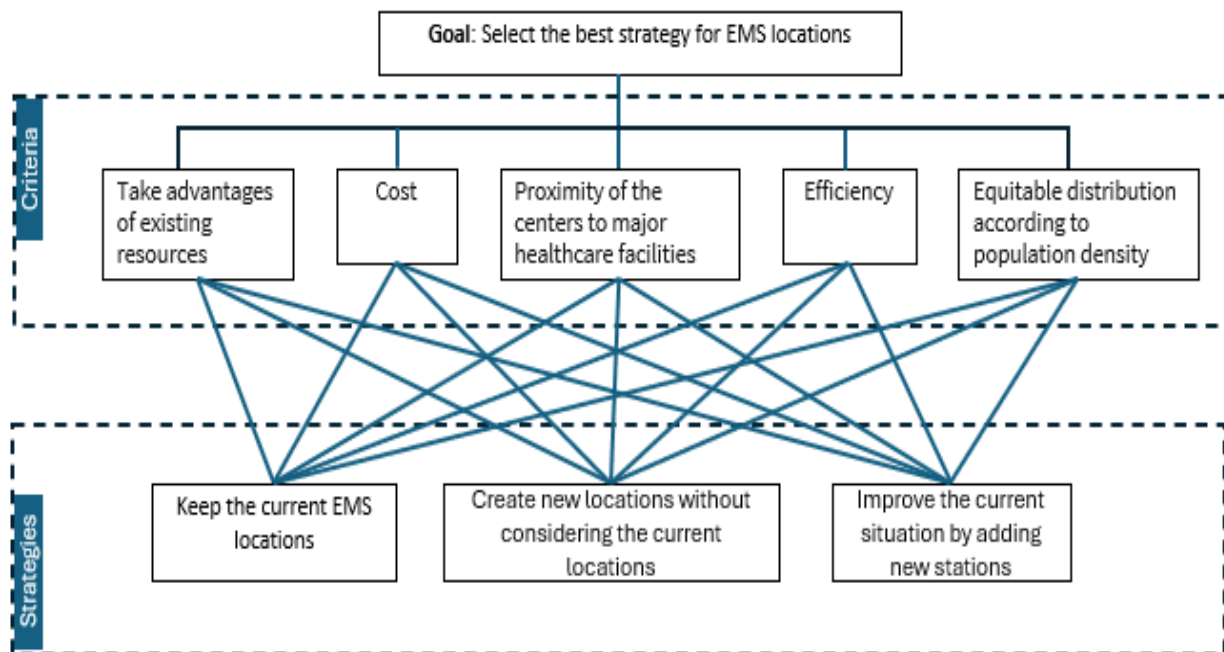 Goal: Select the best strategy for EMS locations
Criteria
Take advantages
of existing
resources
Cost
Proximity of the
centers to major
healthcare facilities
Efficiency
Equitable distribution
according to
population density
Strategies
Keep the current EMS
locations
Create new locations without
considering the current
locations
Improve the current
situation by adding
new stations